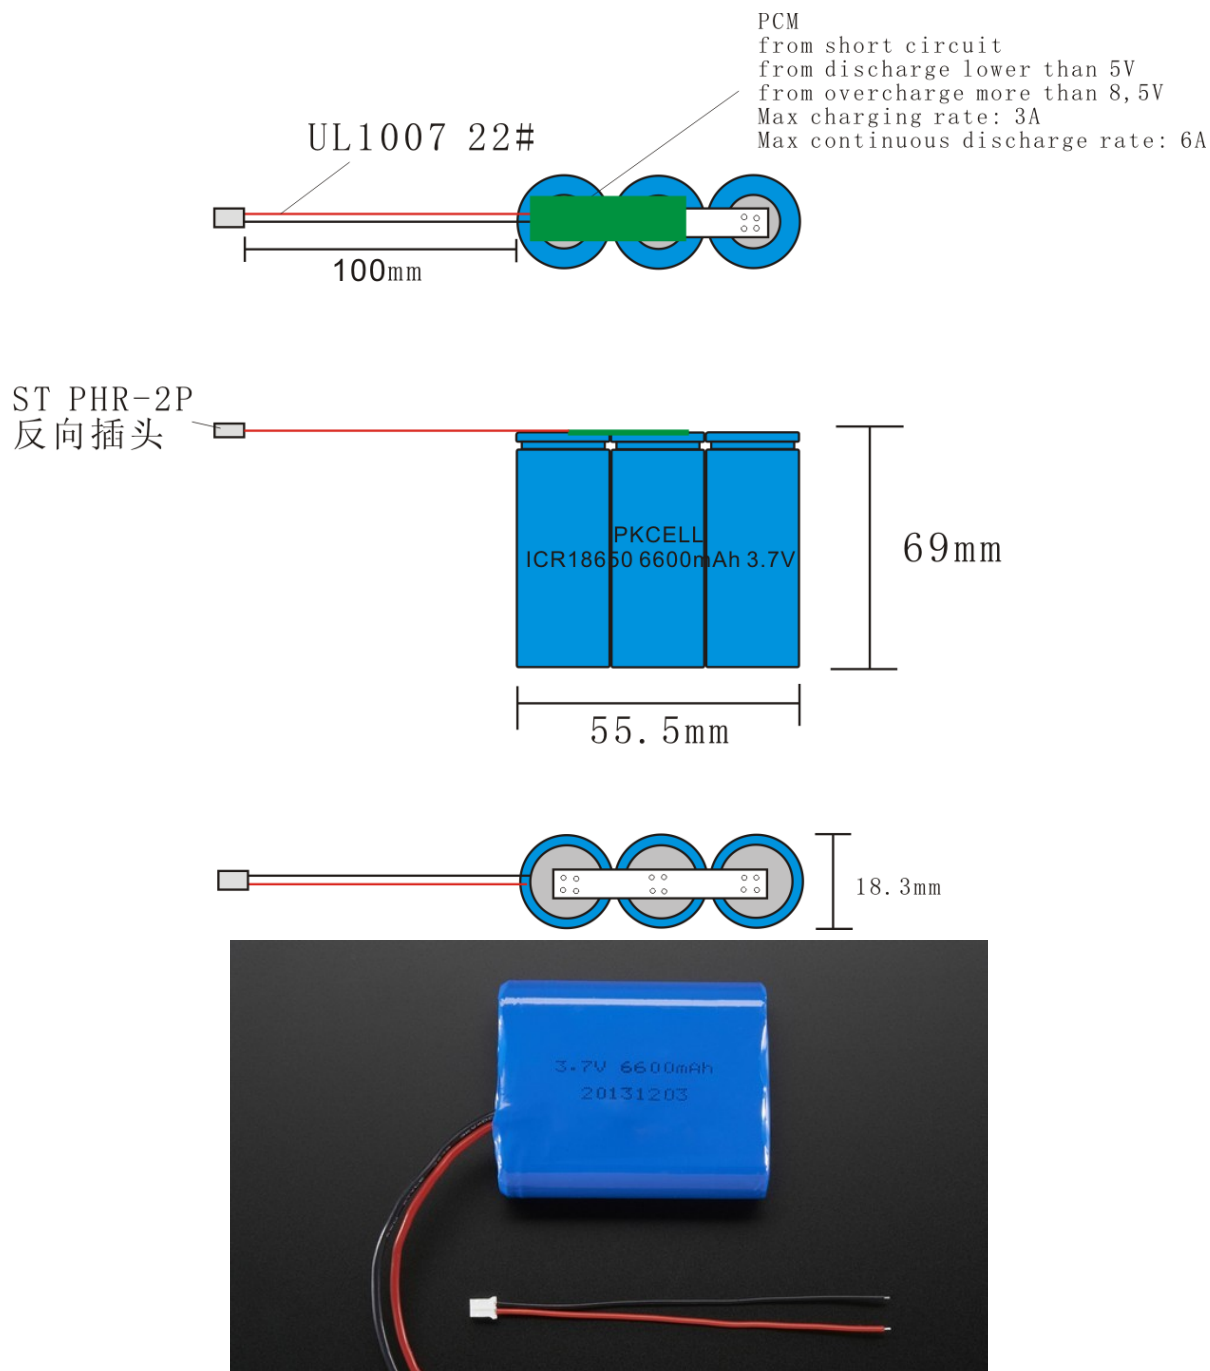 PCM
from short circuit
from discharge lower than 5V
from overcharge more than 8,5V
Max charging rate: 3A
Max continuous discharge rate: 6A
UL1007 22#
100mm
ST PHR-2P
反向插头
PKCELL
ICR18650 6600mAh 3.7V
69mm
55.5mm
18.3mm
3.7V 6600mAh
20131203